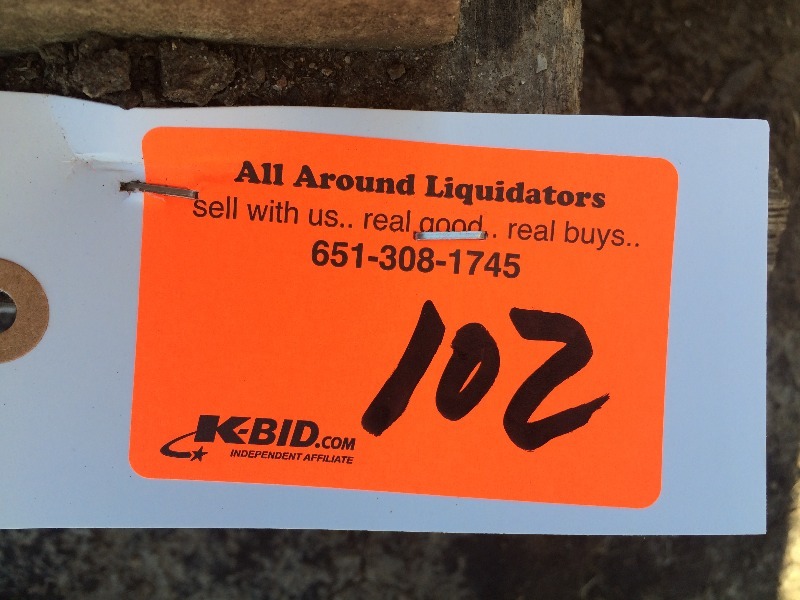 All Around Liquidators
sell with us.. real good.. real buys..
651-308-1745
102
K-BID.COM
INDEPENDENT AFFILIATE